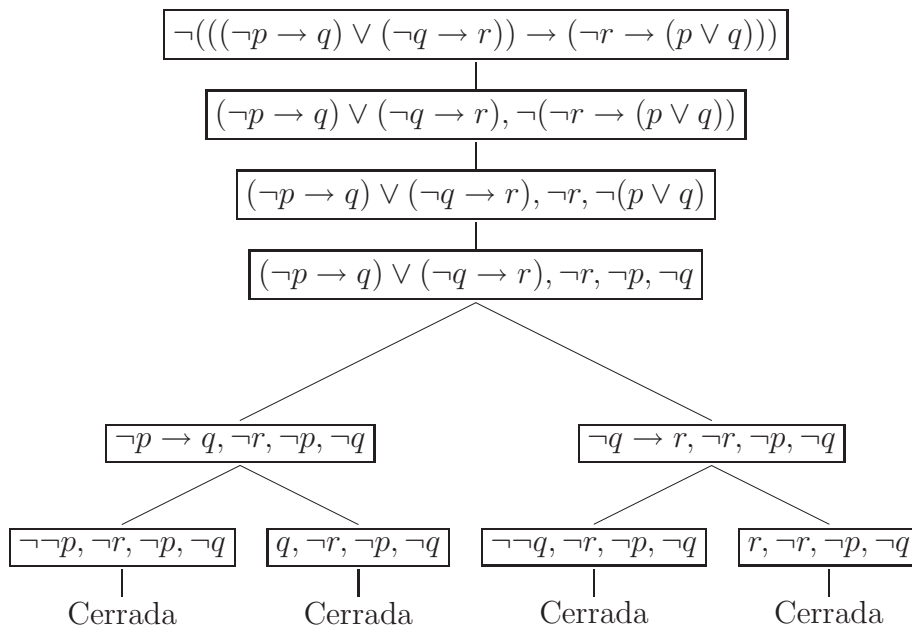 ¬(((¬p → q) ∨ (¬q → r)) → (¬r → (p ∨ q)))
(¬p → q) ∨ (¬q → r), ¬(¬r → (p ∨ q))
(¬p → q) ∨ (¬q → r), ¬r, ¬(p ∨ q)
(¬p → q) ∨ (¬q → r), ¬r, ¬p, ¬q
¬p → q, ¬r, ¬p, ¬q
¬q → r, ¬r, ¬p, ¬q
¬¬p, ¬r, ¬p, ¬q
q, ¬r, ¬p, ¬q
¬¬q, ¬r, ¬p, ¬q
r, ¬r, ¬p, ¬q
Cerrada
Cerrada
Cerrada
Cerrada